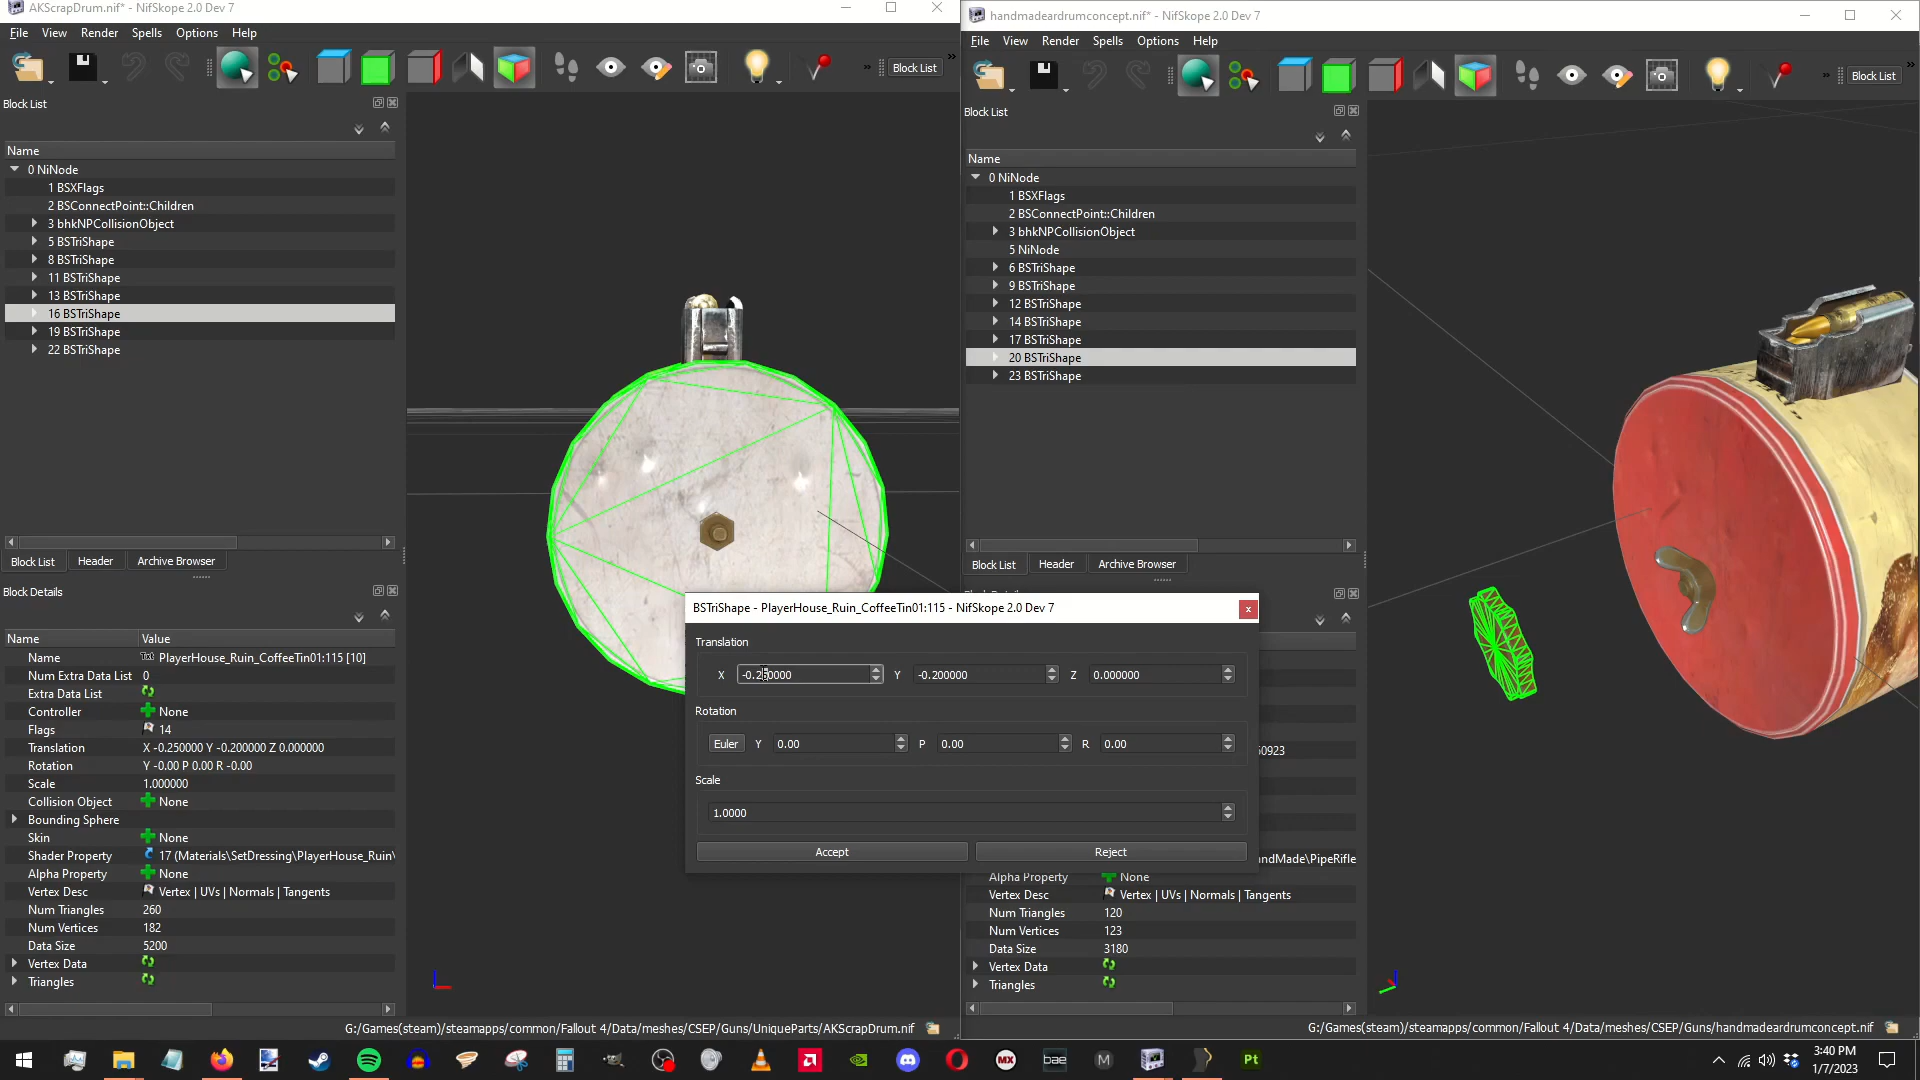 AKScrapDrum.nif* - NifSkope 2.0 Dev 7
File View Render Spells Options Help
Block List
Block List
Name
0 NiNode
1 BSXFlags
2 BSConnectPoint::Children
3 bhkNPCollisionObject
5 BSTriShape
8 BSTriShape
11 BSTriShape
13 BSTriShape
16 BSTriShape
19 BSTriShape
22 BSTriShape
Block List Header Archive Browser
Block Details
Name Value
Name Txt PlayerHouse_Ruin_CoffeeTin01:115 [10]
Num Extra Data List 0
Extra Data List
Controller None
Flags 14
Translation X -0.250000 Y -0.200000 Z 0.000000
Rotation Y -0.00 P 0.00 R -0.00
Scale 1.000000
Collision Object None
Bounding Sphere
Skin None
Shader Property 17 (Materials\SetDressing\PlayerHouse_Ruin\
Alpha Property None
Vertex Desc Vertex | UVs | Normals | Tangents
Num Triangles 260
Num Vertices 182
Data Size 5200
Vertex Data
Triangles
G:/Games(steam)/steamapps/common/Fallout 4/Data/meshes/CSEP/Guns/UniqueParts/AKScrapDrum.nif
handmadeardrumconcept.nif* - NifSkope 2.0 Dev 7
File View Render Spells Options Help
Block List
Block List
Name
0 NiNode
1 BSXFlags
2 BSConnectPoint::Children
3 bhkNPCollisionObject
5 NiNode
6 BSTriShape
9 BSTriShape
12 BSTriShape
14 BSTriShape
17 BSTriShape
20 BSTriShape
23 BSTriShape
Block List Header Archive Browser
BSTriShape - PlayerHouse_Ruin_CoffeeTin01:115 - NifSkope 2.0 Dev 7
Translation
X -0.250000 Y -0.200000 Z 0.000000
Rotation
Euler Y 0.00 P 0.00 R 0.00
Scale
1.0000
Accept Reject
50923
andMade\PipeRifle
Alpha Property None
Vertex Desc Vertex | UVs | Normals | Tangents
Num Triangles 120
Num Vertices 123
Data Size 3180
Vertex Data
Triangles
G:/Games(steam)/steamapps/common/Fallout 4/Data/meshes/CSEP/Guns/handmadeardrumconcept.nif
MX bae M Pt
3:40 PM
1/7/2023